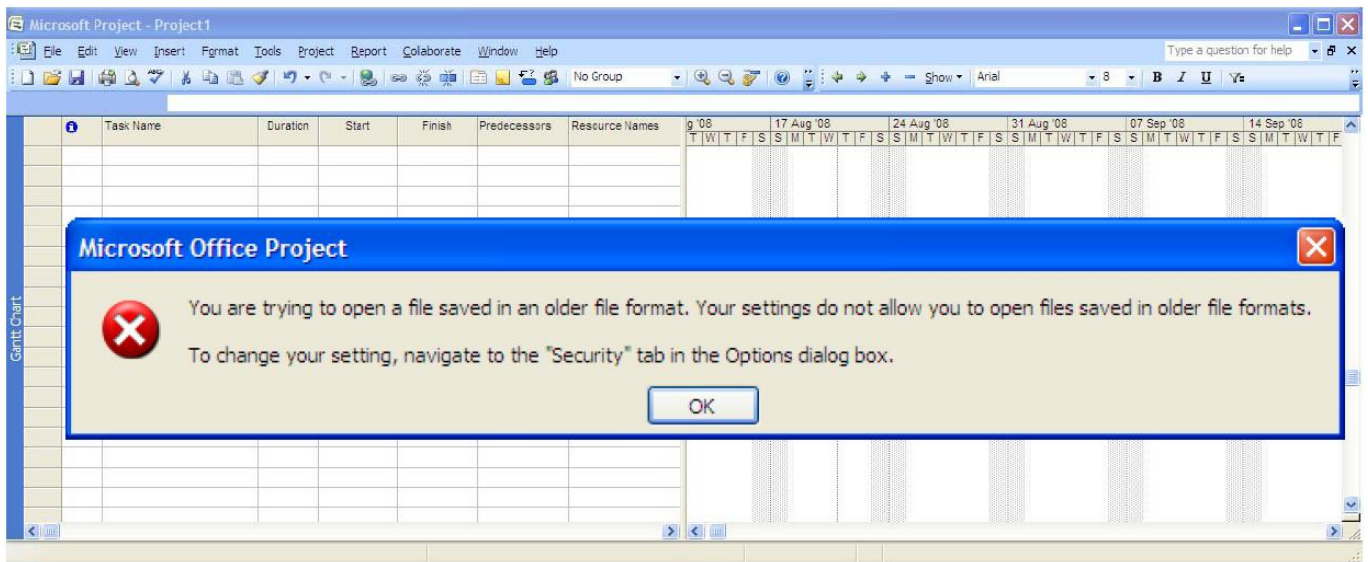 Microsoft Project - Project1
File Edit View Insert Format Tools Project Report Collaborate Window Help Type a question for help
No Group Show Arial 8 B I U
Task Name Duration Start Finish Predecessors Resource Names g '08 17 Aug '08 24 Aug '08 31 Aug '08 07 Sep '08 14 Sep '08
T W T F S S M T W T F S S M T W T F S S M T W T F S S M T W T F S S M T W T F
Microsoft Office Project
You are trying to open a file saved in an older file format. Your settings do not allow you to open files saved in older file formats.
To change your setting, navigate to the "Security" tab in the Options dialog box.
OK
Gantt Chart